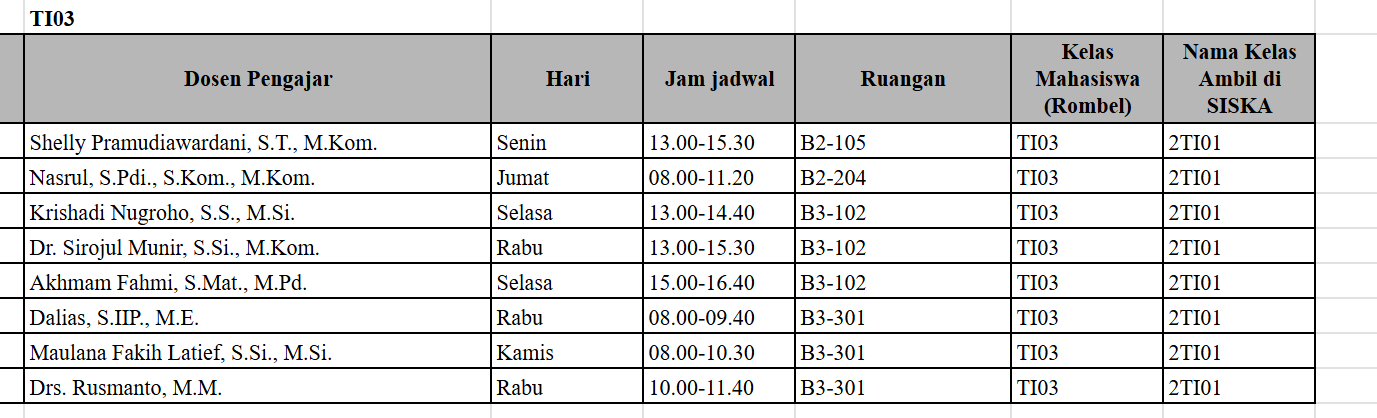 TI03
Dosen Pengajar Hari Jam jadwal Ruangan Kelas Mahasiswa (Rombel) Nama Kelas Ambil di SISKA
Shelly Pramudiawardani, S.T., M.Kom. Senin 13.00-15.30 B2-105 TI03 2TI01
Nasrul, S.Pdi., S.Kom., M.Kom. Jumat 08.00-11.20 B2-204 TI03 2TI01
Krishadi Nugroho, S.S., M.Si. Selasa 13.00-14.40 B3-102 TI03 2TI01
Dr. Sirojul Munir, S.Si., M.Kom. Rabu 13.00-15.30 B3-102 TI03 2TI01
Akhmam Fahmi, S.Mat., M.Pd. Selasa 15.00-16.40 B3-102 TI03 2TI01
Dalias, S.IIP., M.E. Rabu 08.00-09.40 B3-301 TI03 2TI01
Maulana Fakih Latief, S.Si., M.Si. Kamis 08.00-10.30 B3-301 TI03 2TI01
Drs. Rusmanto, M.M. Rabu 10.00-11.40 B3-301 TI03 2TI01